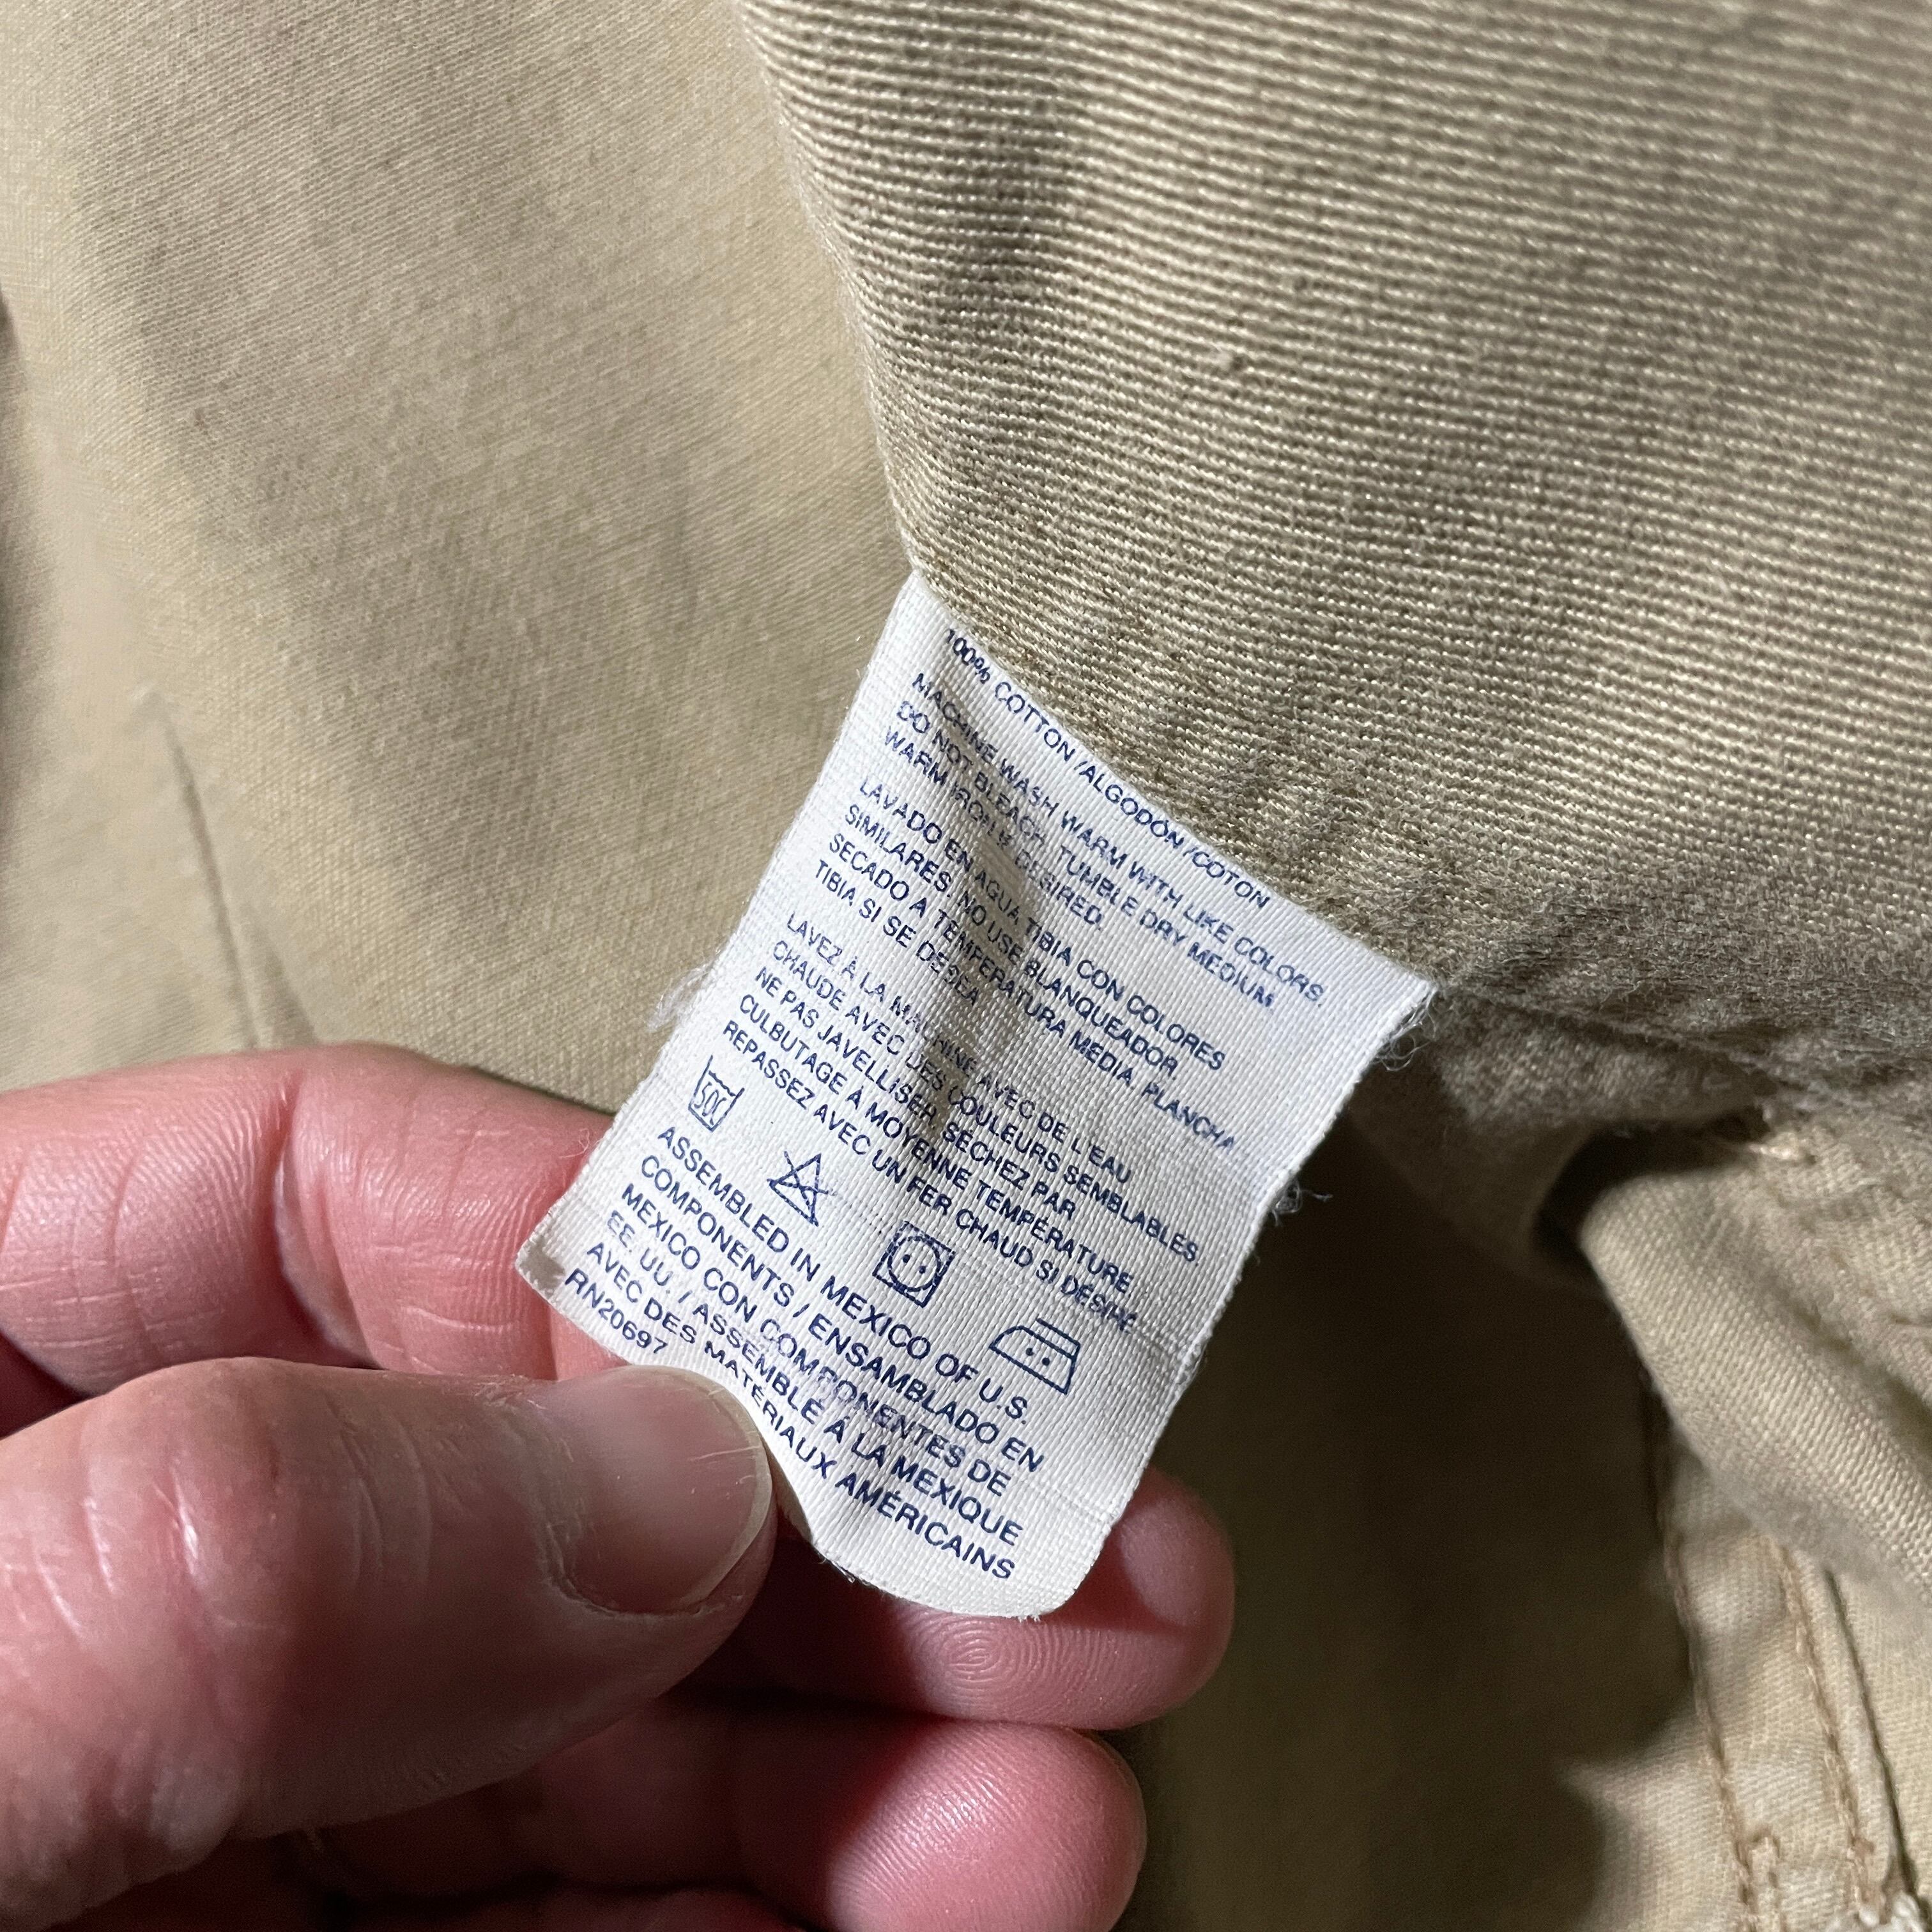 100% COTTON /ALGODÓN /COTON
MACHINE WASH WARM WITH LIKE COLORS.
DO NOT BLEACH. TUMBLE DRY MEDIUM.
WARM IRON IF DESIRED.
LAVADO EN AGUA TIBIA CON COLORES
SIMILARES. NO USE BLANQUEADOR.
SECADO A TEMPERATURA MEDIA. PLANCHA
TIBIA SI SE DESEA.
LAVEZ À LA MACHINE AVEC DE L'EAU
CHAUDE AVEC DES COULEURS SEMBLABLES.
NE PAS JAVELLISER. SÉCHEZ PAR
CULBUTAGE À MOYENNE TEMPÉRATURE.
REPASSEZ AVEC UN FER CHAUD SI DÉSIRÉ.
50C
ASSEMBLED IN MEXICO OF U.S.
COMPONENTS / ENSAMBLADO EN
MEXICO CON COMPONENTES DE
EE. UU. / ASSEMBLÉ À LA MEXIQUE
AVEC DES MATÉRIAUX AMÉRICAINS
RN20697